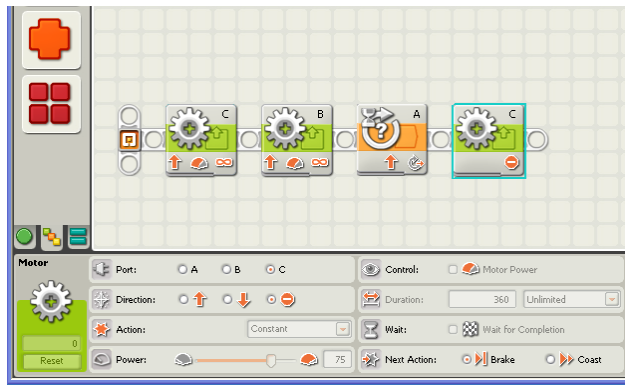 C B A C
Motor
Port: A B C Control: Motor Power
Direction: Duration: 360 Unlimited
Action: Constant Wait: Wait for Completion
0
Reset Power: 75 Next Action: Brake Coast